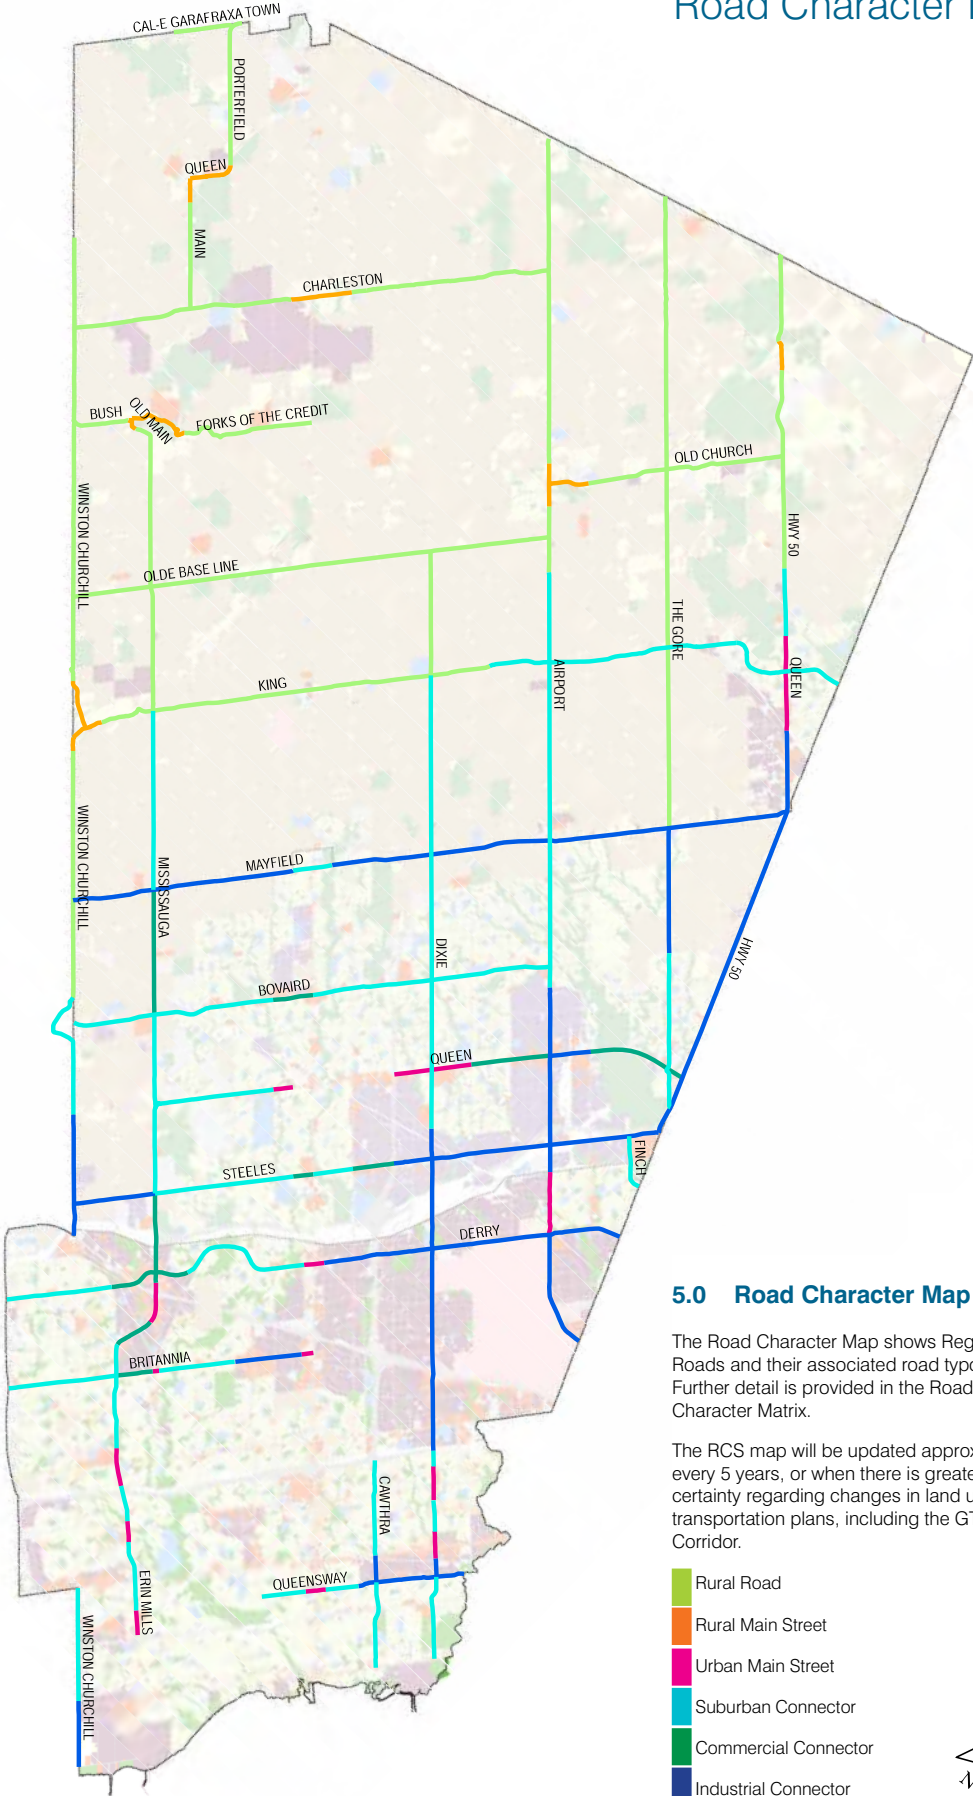 Road Character
CAL-E GARAFRAXA TOWN
PORTERFIELD
QUEEN
MAIN
CHARLESTON
BUSH
OLD MAIN
FORKS OF THE CREDIT
OLD CHURCH
WINSTON CHURCHILL
HWY 50
OLDE BASE LINE
THE GORE
KING
AIRPORT
QUEEN
WINSTON CHURCHILL
MISSISSAUGA
MAYFIELD
DIXIE
HWY 50
BOVAIRD
QUEEN
STEELES
FINCH
DERRY
BRITANNIA
CAWTHRA
QUEENSWAY
ERIN MILLS
WINSTON CHURCHILL
5.0 Road Character Map
The Road Character Map shows Reg
Roads and their associated road typo
Further detail is provided in the Road
Character Matrix.
The RCS map will be updated approx
every 5 years, or when there is greate
certainty regarding changes in land u
transportation plans, including the GT
Corridor.
Rural Road
Rural Main Street
Urban Main Street
Suburban Connector
Commercial Connector
Industrial Connector